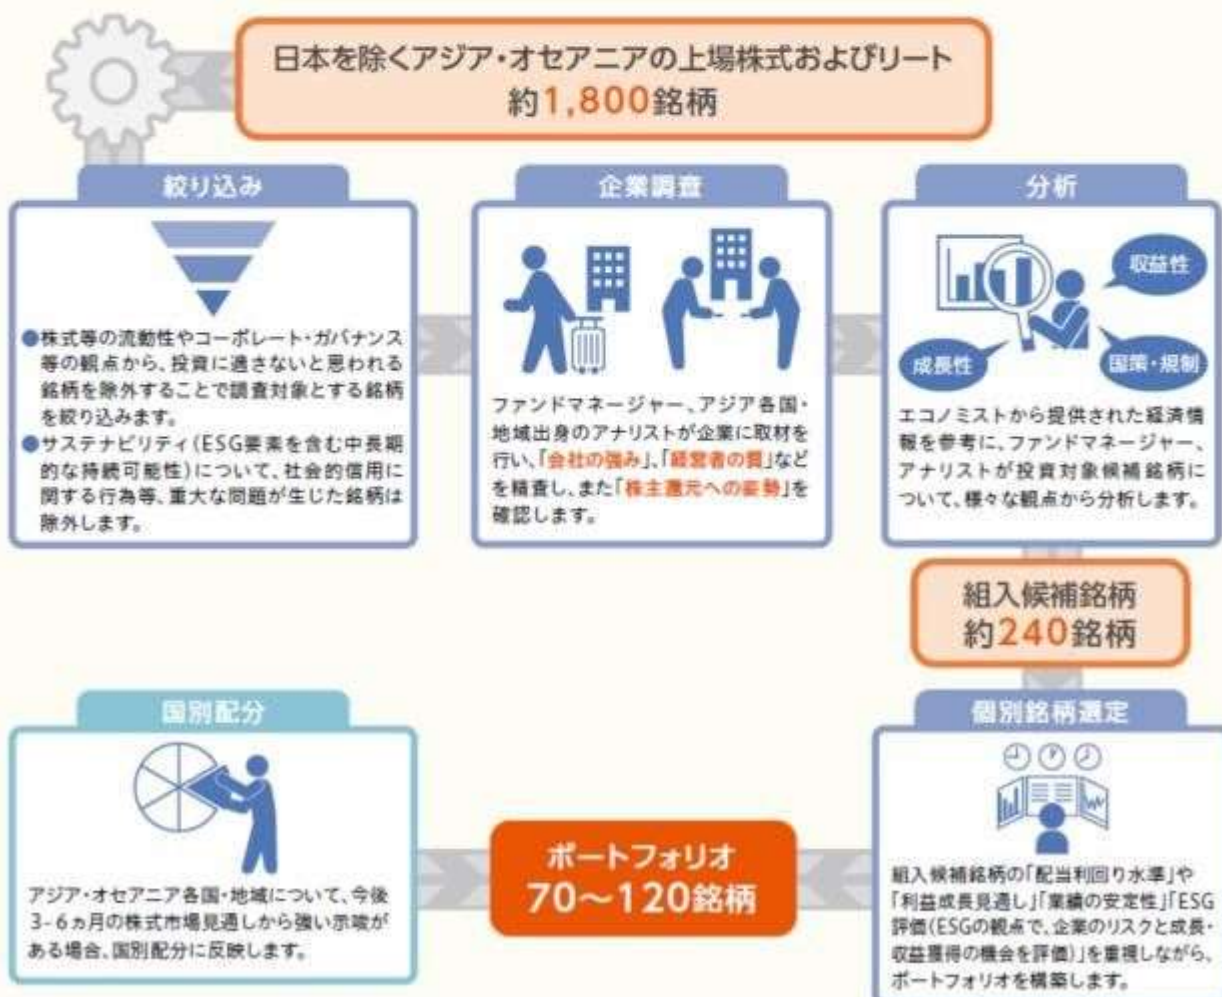 日本を除くアジア・オセアニアの上場株式およびリート
約1,800銘柄
絞り込み
●株式等の流動性やコーポレート・ガバナンス
等の観点から、投資に適さないと思われる
銘柄を除外することで調査対象とする銘柄
を絞り込みます。
●サステナビリティ(ESG要素を含む中長期
的な持続可能性)について、社会的信用に
関する行為等、重大な問題が生じた銘柄は
除外します。
企業調査
ファンドマネージャー、アジア各国・
地域出身のアナリストが企業に取材を
行い、「会社の強み」、「経営者の質」など
を精査し、また「株主還元への姿勢」を
確認します。
分析
収益性
成長性
国策・規制
エコノミストから提供された経済情
報を参考に、ファンドマネージャー、
アナリストが投資対象候補銘柄に
ついて、様々な観点から分析します。
組入候補銘柄
約240銘柄
個別銘柄選定
組入候補銘柄の「配当利回り水準」や
「利益成長見通し」「業績の安定性」「ESG
評価(ESGの観点で、企業のリスクと成長・
収益獲得の機会を評価)」を重視しながら、
ポートフォリオを構築します。
ポートフォリオ
70～120銘柄
国別配分
アジア・オセアニア各国・地域について、今後
3-6ヵ月の株式市場見通しから強い示唆が
ある場合、国別配分に反映します。